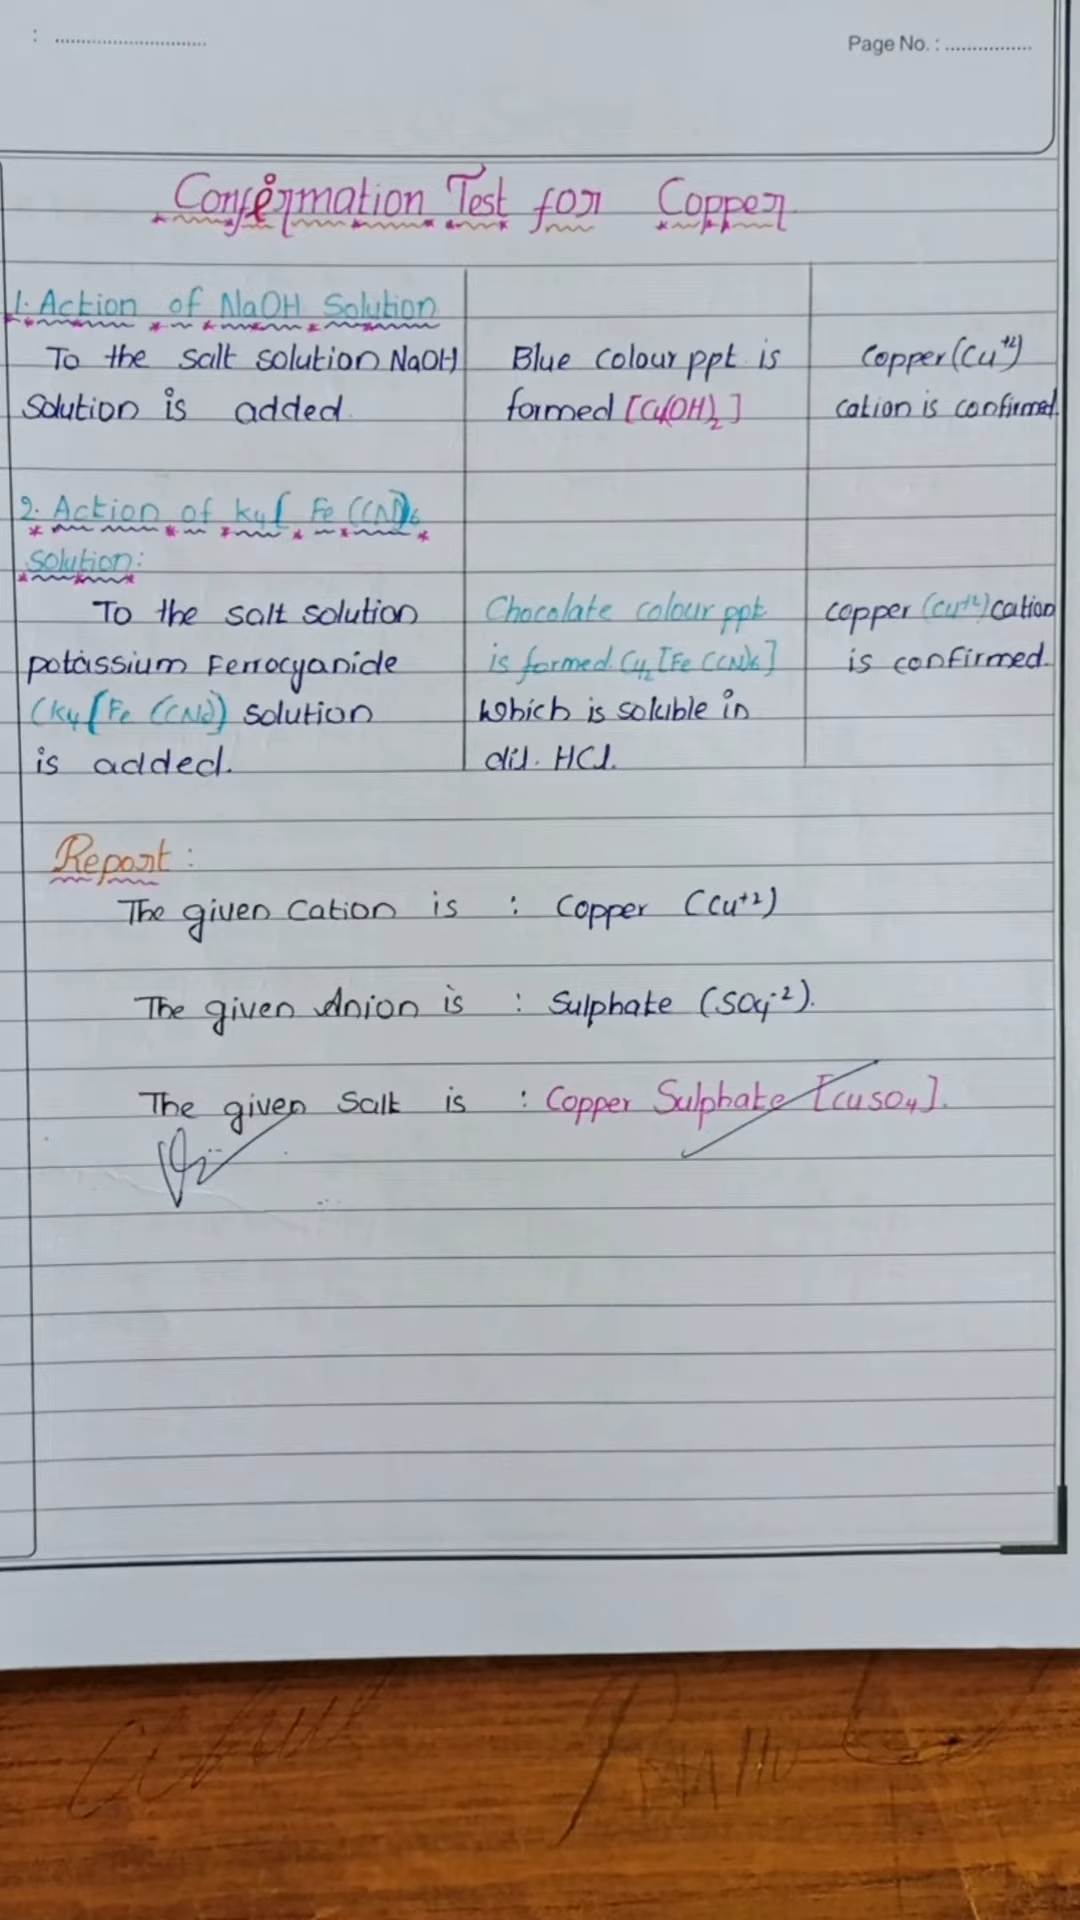 : ............................
Page No. : ................
Confirmation Test for Copper
1. Action of NaOH Solution
To the salt solution NaOH
solution is added.
Blue colour ppt is
formed [Cu(OH)2]
Copper (Cu+2)
cation is confirmed.
2. Action of k4[Fe(CN)6
solution:
To the salt solution
potassium Ferrocyanide
(k4[Fe(CN)6) solution
is added.
Chocolate colour ppt
is formed. Cu2[Fe(CN)6]
which is soluble in
dil. HCl.
copper (cu+2) cation
is confirmed.
Report :
The given Cation is : Copper (Cu+2)
The given Anion is : Sulphate (SO4-2).
The given Salt is : Copper Sulphate [CuSO4].